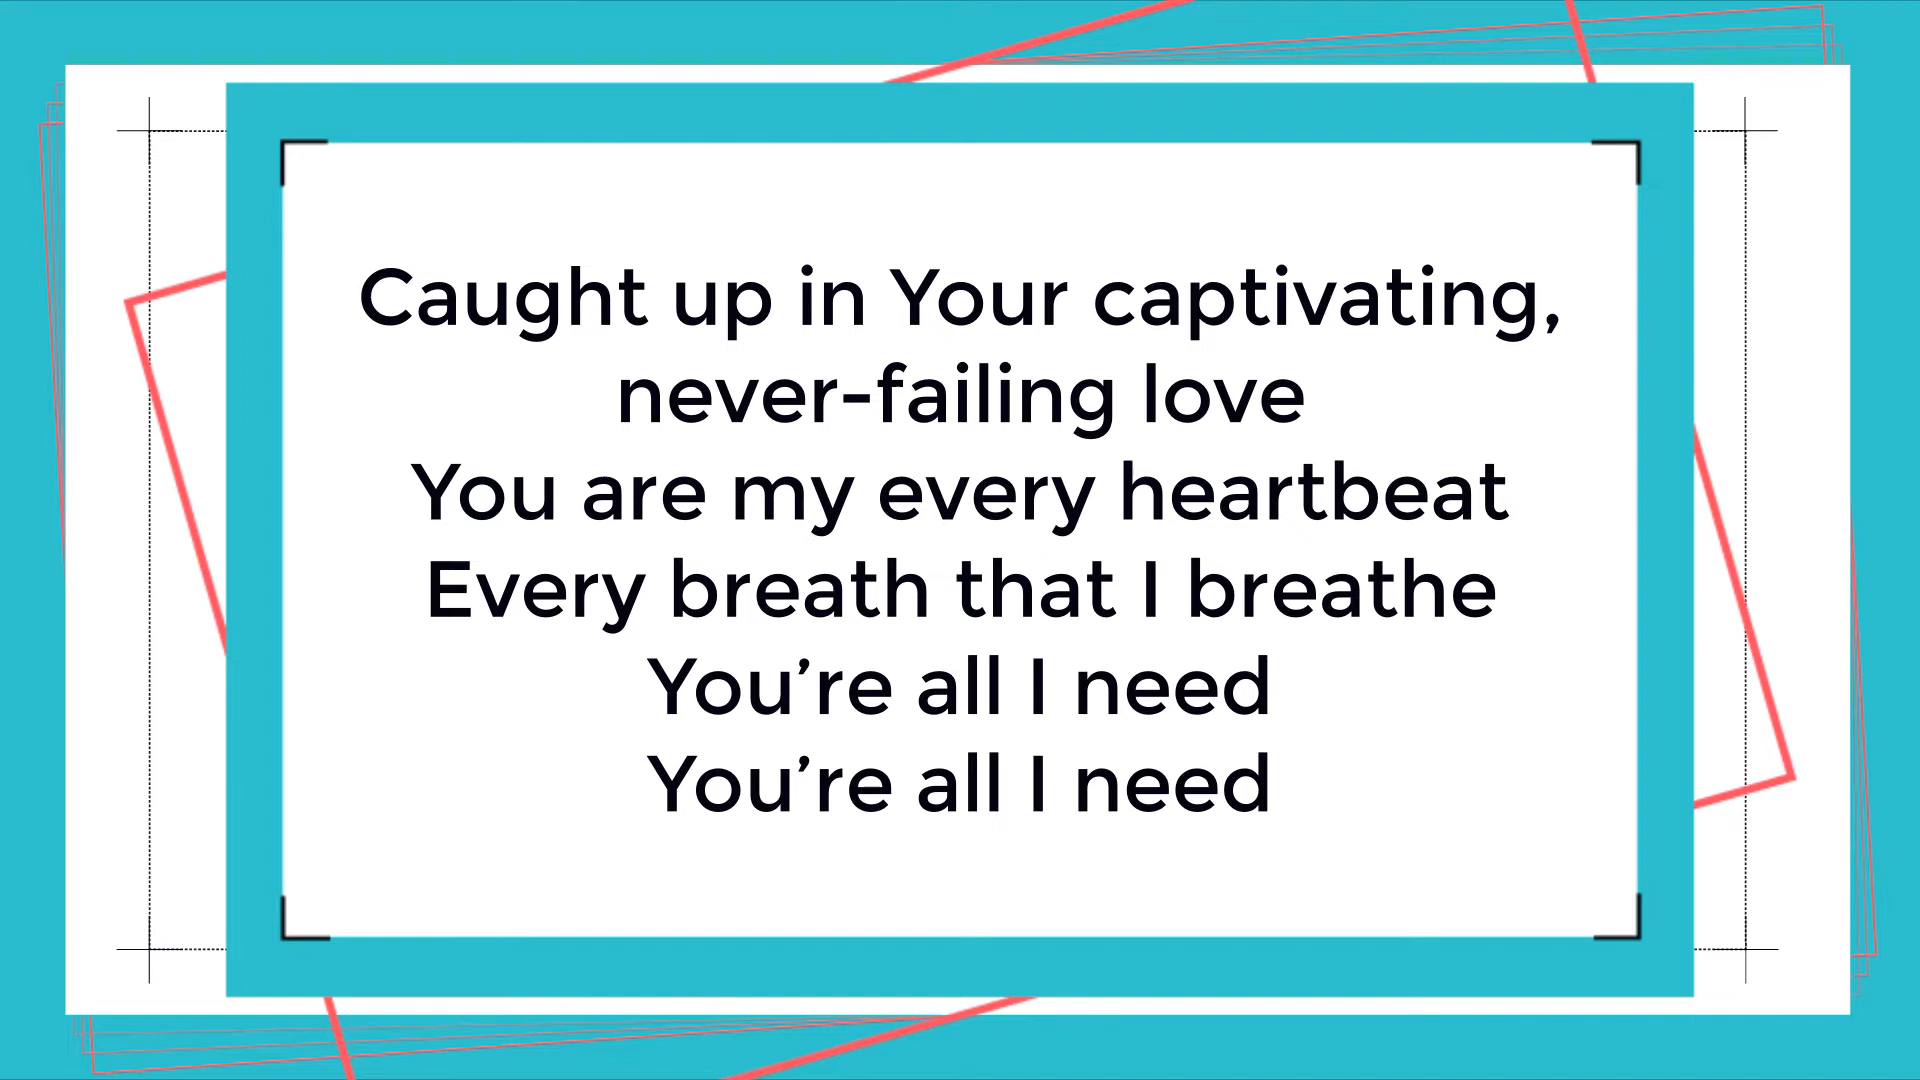 Caught up in Your captivating,
never-failing love
You are my every heartbeat
Every breath that I breathe
You’re all I need
You’re all I need